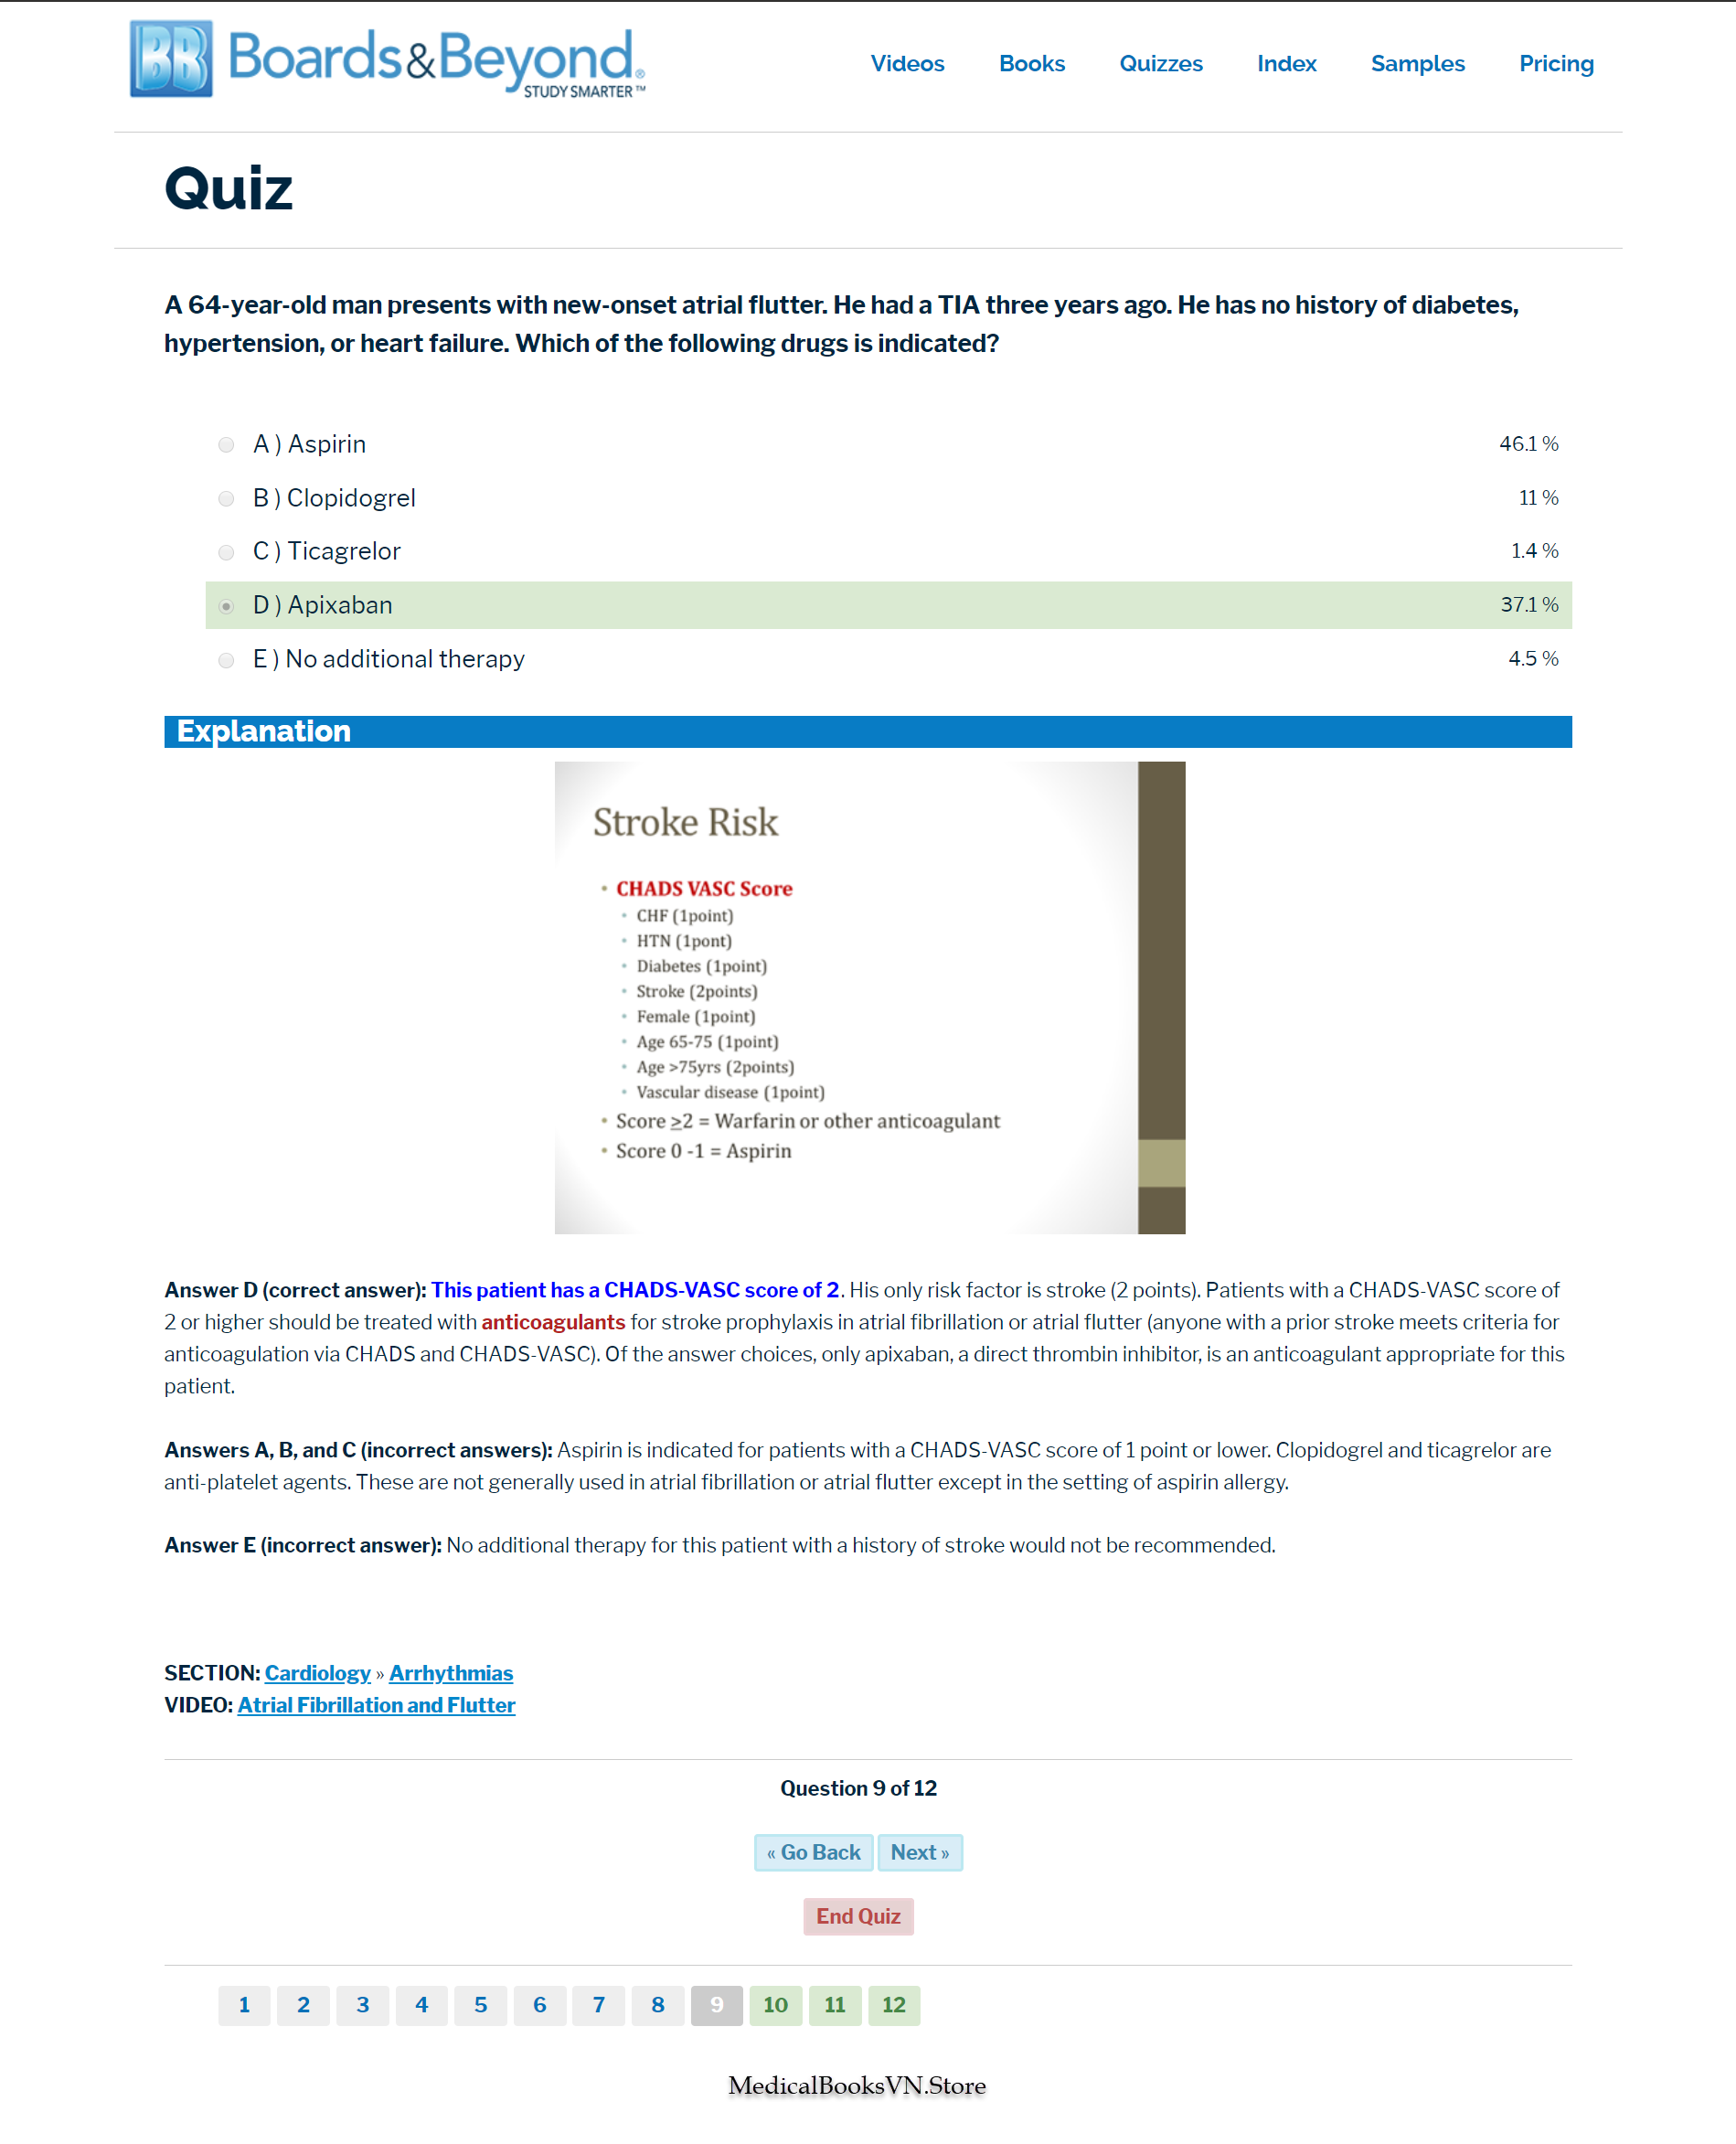 BB Boards&Beyond®
STUDY SMARTER™
Videos Books Quizzes Index Samples Pricing
Quiz
A 64-year-old man presents with new-onset atrial flutter. He had a TIA three years ago. He has no history of diabetes,
hypertension, or heart failure. Which of the following drugs is indicated?
A ) Aspirin 46.1 %
B ) Clopidogrel 11 %
C ) Ticagrelor 1.4 %
D ) Apixaban 37.1 %
E ) No additional therapy 4.5 %
Explanation
Stroke Risk
• CHADS VASC Score
• CHF (1point)
• HTN (1pont)
• Diabetes (1point)
• Stroke (2points)
• Female (1point)
• Age 65-75 (1point)
• Age >75yrs (2points)
• Vascular disease (1point)
• Score ≥2 = Warfarin or other anticoagulant
• Score 0 -1 = Aspirin
Answer D (correct answer): This patient has a CHADS-VASC score of 2. His only risk factor is stroke (2 points). Patients with a CHADS-VASC score of
2 or higher should be treated with anticoagulants for stroke prophylaxis in atrial fibrillation or atrial flutter (anyone with a prior stroke meets criteria for
anticoagulation via CHADS and CHADS-VASC). Of the answer choices, only apixaban, a direct thrombin inhibitor, is an anticoagulant appropriate for this
patient.
Answers A, B, and C (incorrect answers): Aspirin is indicated for patients with a CHADS-VASC score of 1 point or lower. Clopidogrel and ticagrelor are
anti-platelet agents. These are not generally used in atrial fibrillation or atrial flutter except in the setting of aspirin allergy.
Answer E (incorrect answer): No additional therapy for this patient with a history of stroke would not be recommended.
SECTION: Cardiology » Arrhythmias
VIDEO: Atrial Fibrillation and Flutter
Question 9 of 12
« Go Back Next »
End Quiz
1 2 3 4 5 6 7 8 9 10 11 12
MedicalBooksVN.Store